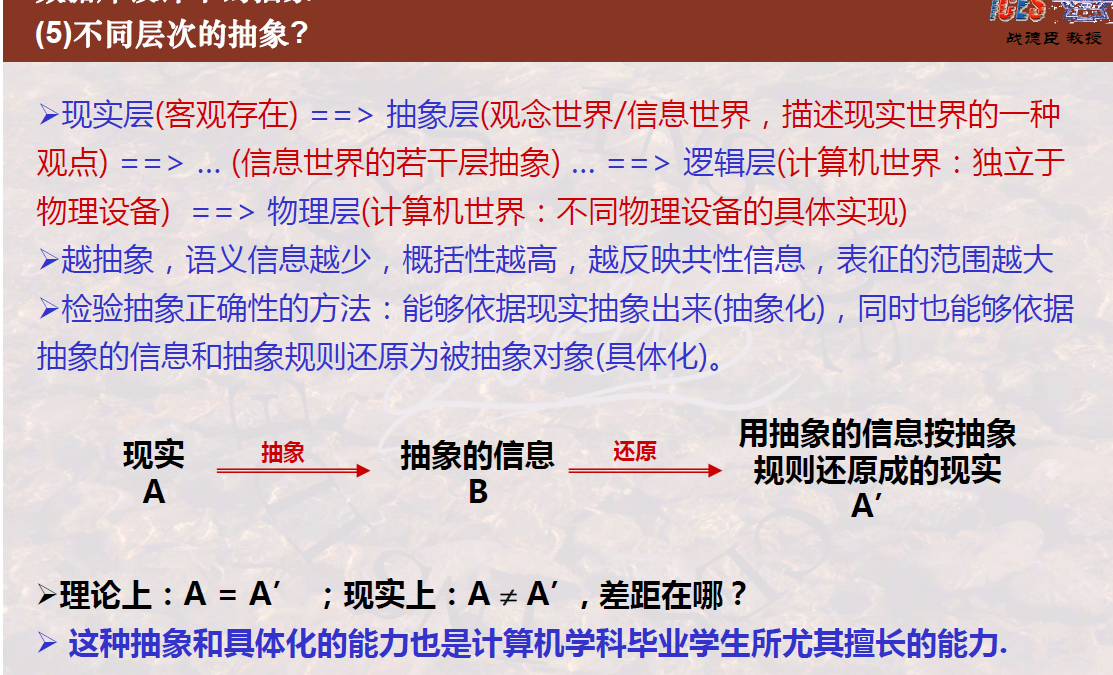 (5)不同层次的抽象?
战德臣 教授
➢现实层(客观存在) ==> 抽象层(观念世界/信息世界，描述现实世界的一种
观点) ==> ... (信息世界的若干层抽象) ... ==> 逻辑层(计算机世界：独立于
物理设备) ==> 物理层(计算机世界：不同物理设备的具体实现)
➢越抽象，语义信息越少，概括性越高，越反映共性信息，表征的范围越大
➢检验抽象正确性的方法：能够依据现实抽象出来(抽象化)，同时也能够依据
抽象的信息和抽象规则还原为被抽象对象(具体化)。
现实
A
抽象
抽象的信息
B
还原
用抽象的信息按抽象
规则还原成的现实
A′
➢理论上：A = A′ ；现实上：A ≠ A′，差距在哪？
➢ 这种抽象和具体化的能力也是计算机学科毕业学生所尤其擅长的能力.